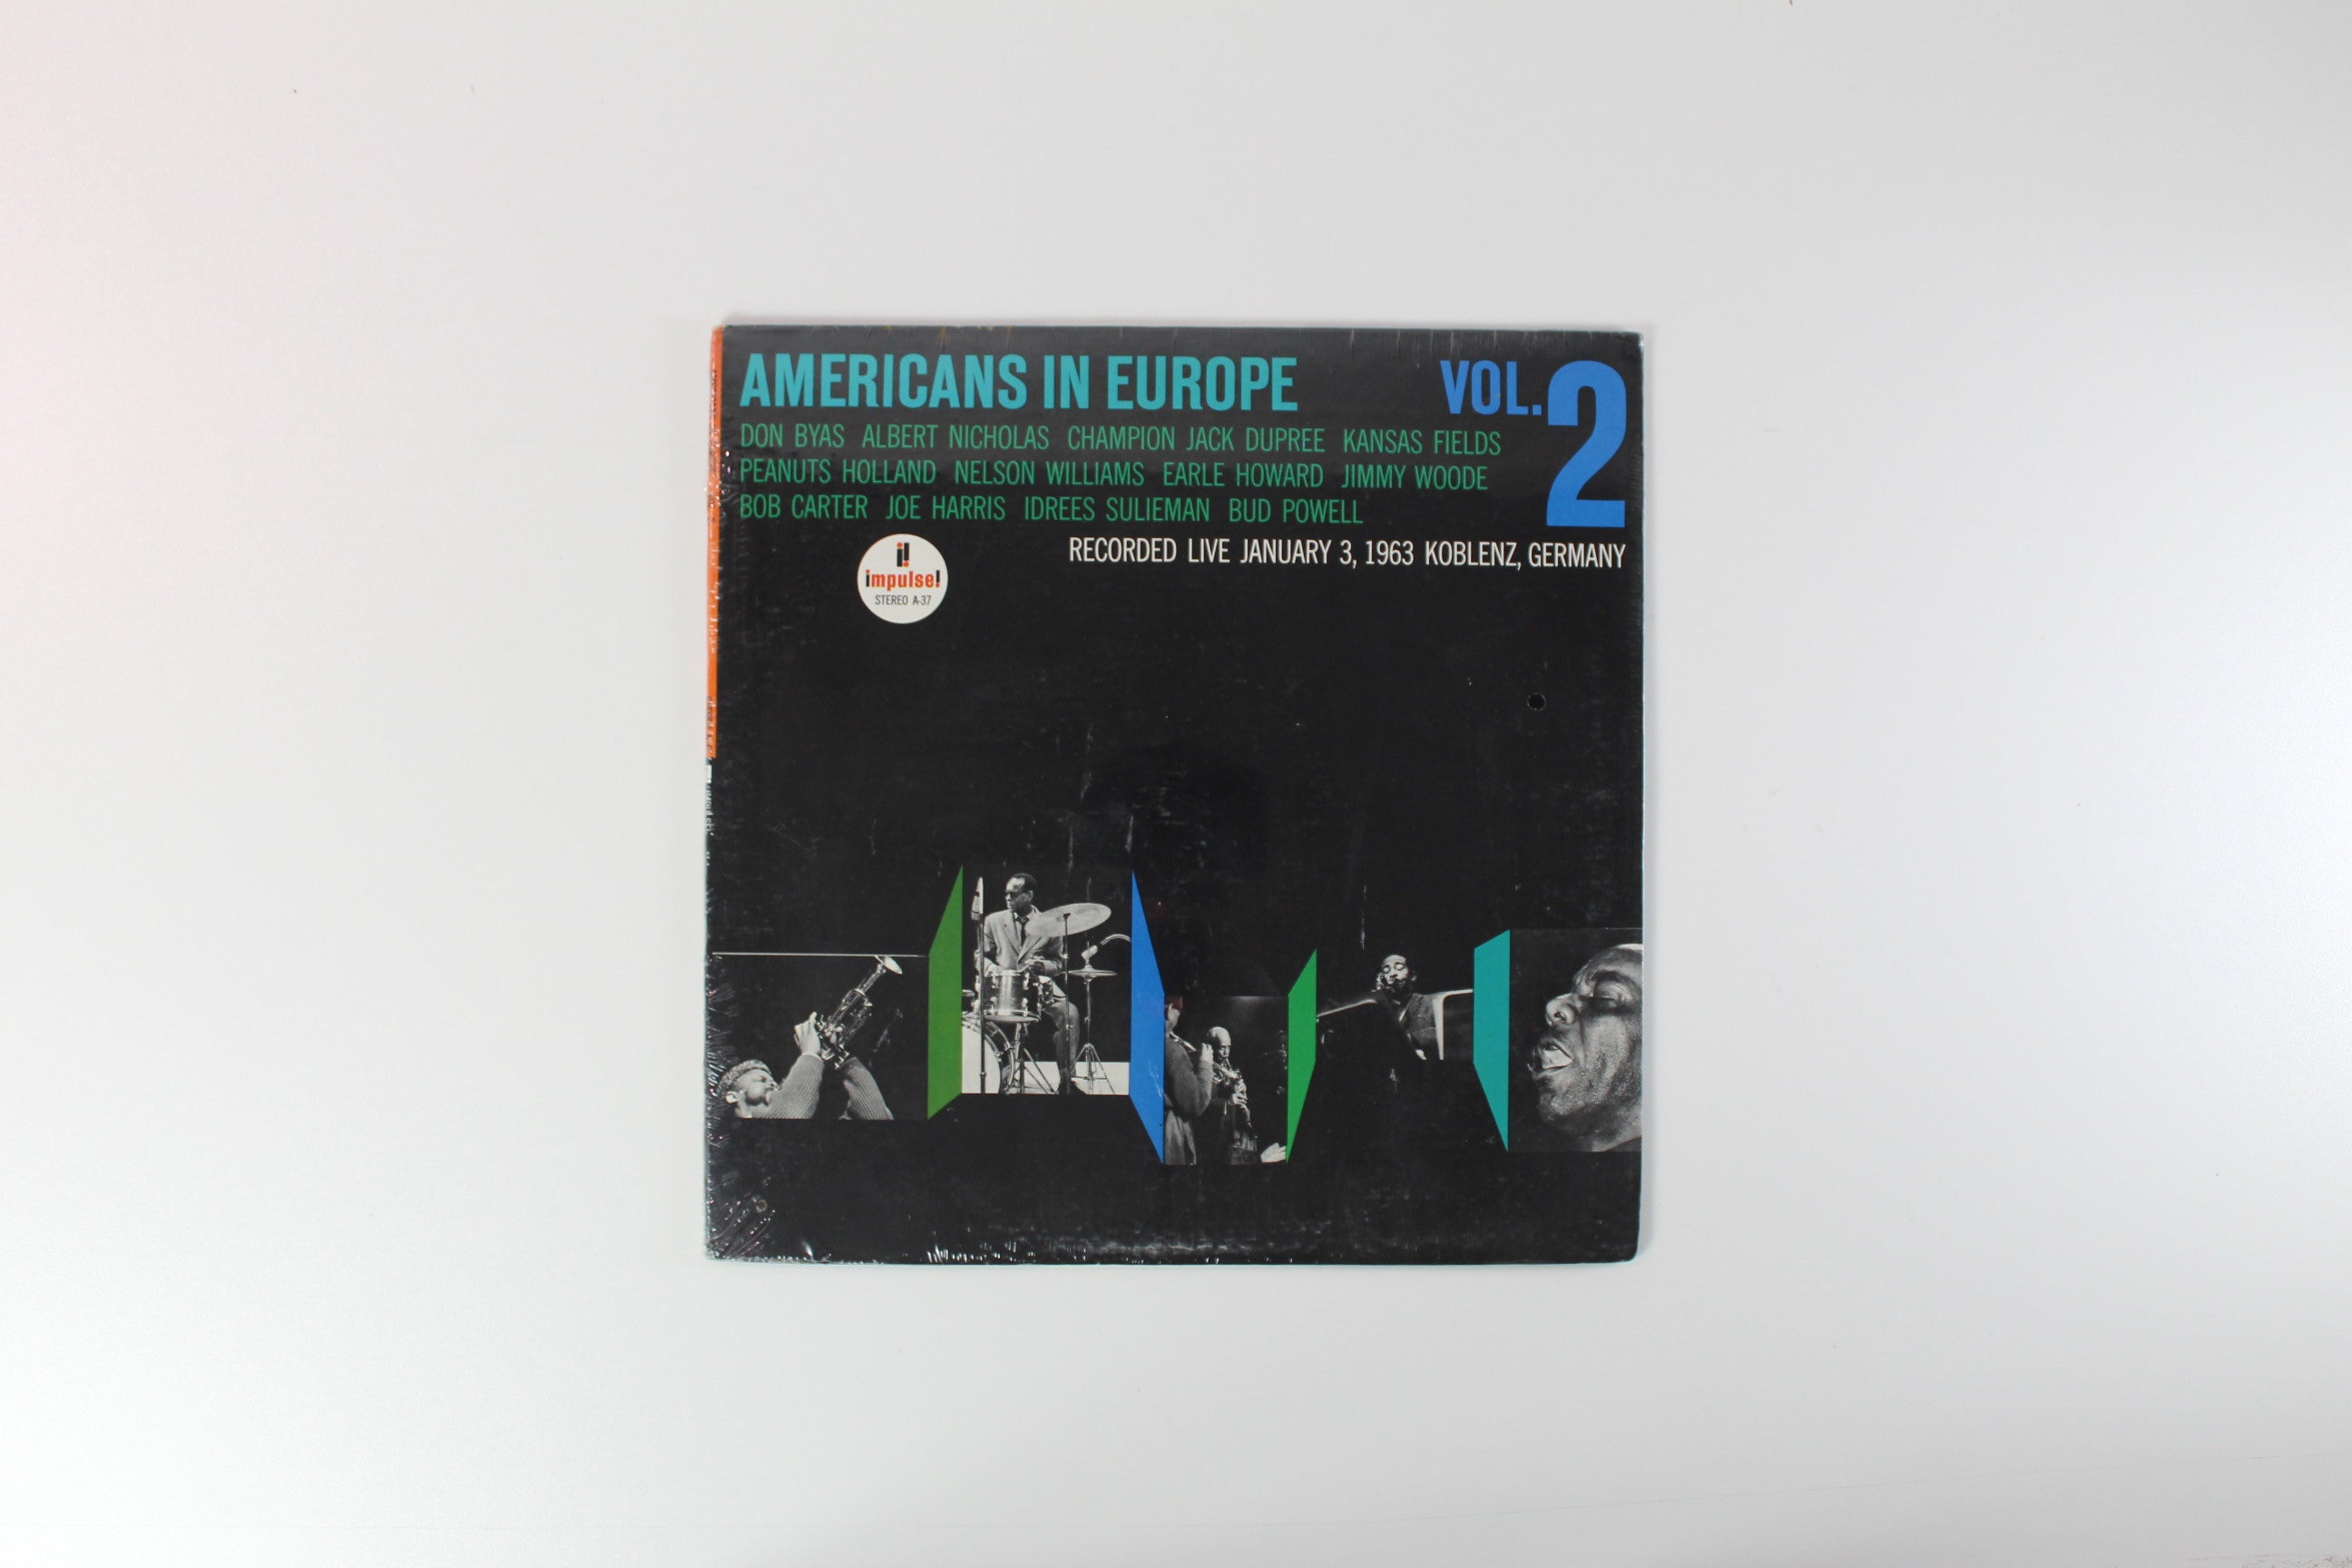 AMERICANS IN EUROPE VOL. 2
DON BYAS ALBERT NICHOLAS CHAMPION JACK DUPREE KANSAS FIELDS
PEANUTS HOLLAND NELSON WILLIAMS EARLE HOWARD JIMMY WOODE
BOB CARTER JOE HARRIS IDREES SULIEMAN BUD POWELL
RECORDED LIVE JANUARY 3, 1963 KOBLENZ, GERMANY
impulse!
STEREO A-37